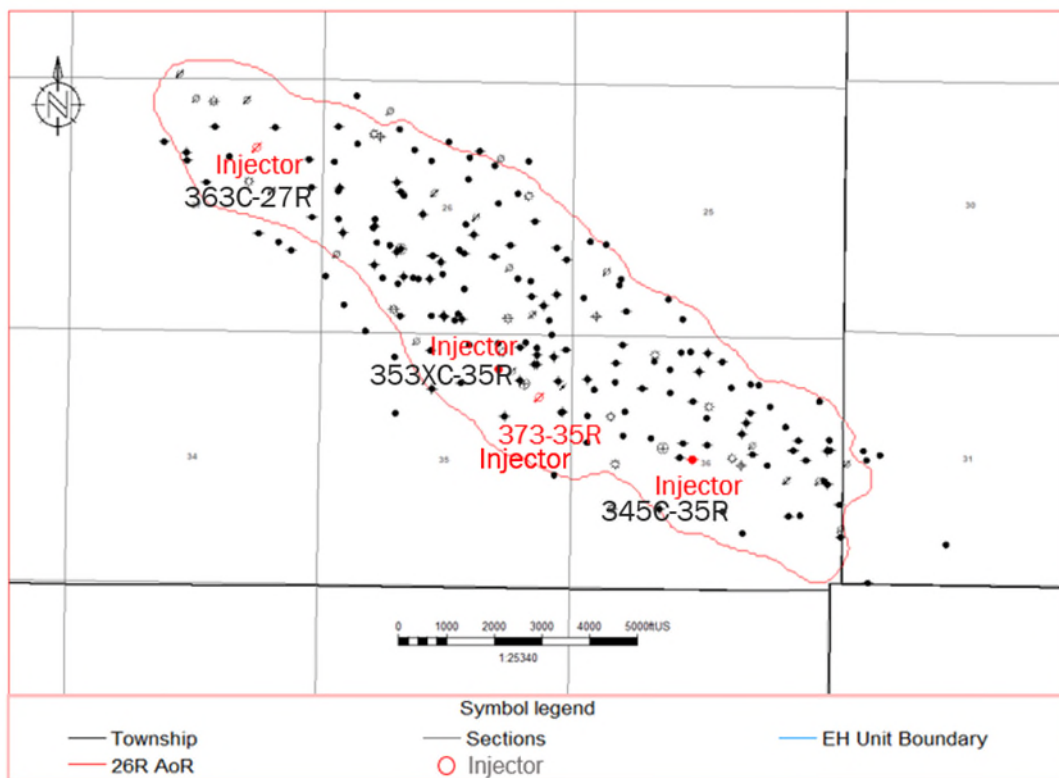 N
Injector
363C-27R
26
25
30
Injector
353XC-35R
373-35R
Injector
34
35
36
31
Injector
345C-35R
0 1000 2000 3000 4000 5000ftUS
1:25340
Symbol legend
Township
Sections
EH Unit Boundary
26R AoR
Injector